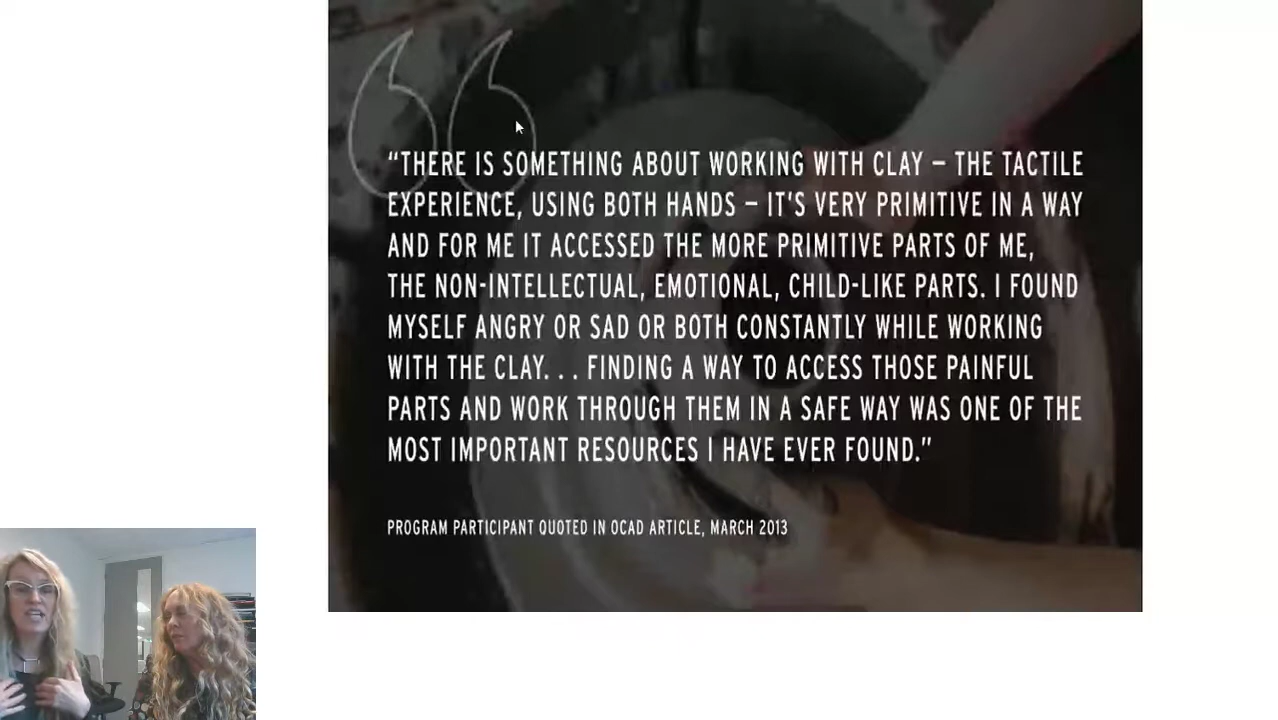 “THERE IS SOMETHING ABOUT WORKING WITH CLAY – THE TACTILE
EXPERIENCE, USING BOTH HANDS – IT’S VERY PRIMITIVE IN A WAY
AND FOR ME IT ACCESSED THE MORE PRIMITIVE PARTS OF ME,
THE NON-INTELLECTUAL, EMOTIONAL, CHILD-LIKE PARTS. I FOUND
MYSELF ANGRY OR SAD OR BOTH CONSTANTLY WHILE WORKING
WITH THE CLAY. . . FINDING A WAY TO ACCESS THOSE PAINFUL
PARTS AND WORK THROUGH THEM IN A SAFE WAY WAS ONE OF THE
MOST IMPORTANT RESOURCES I HAVE EVER FOUND.”
PROGRAM PARTICIPANT QUOTED IN OCAD ARTICLE, MARCH 2013